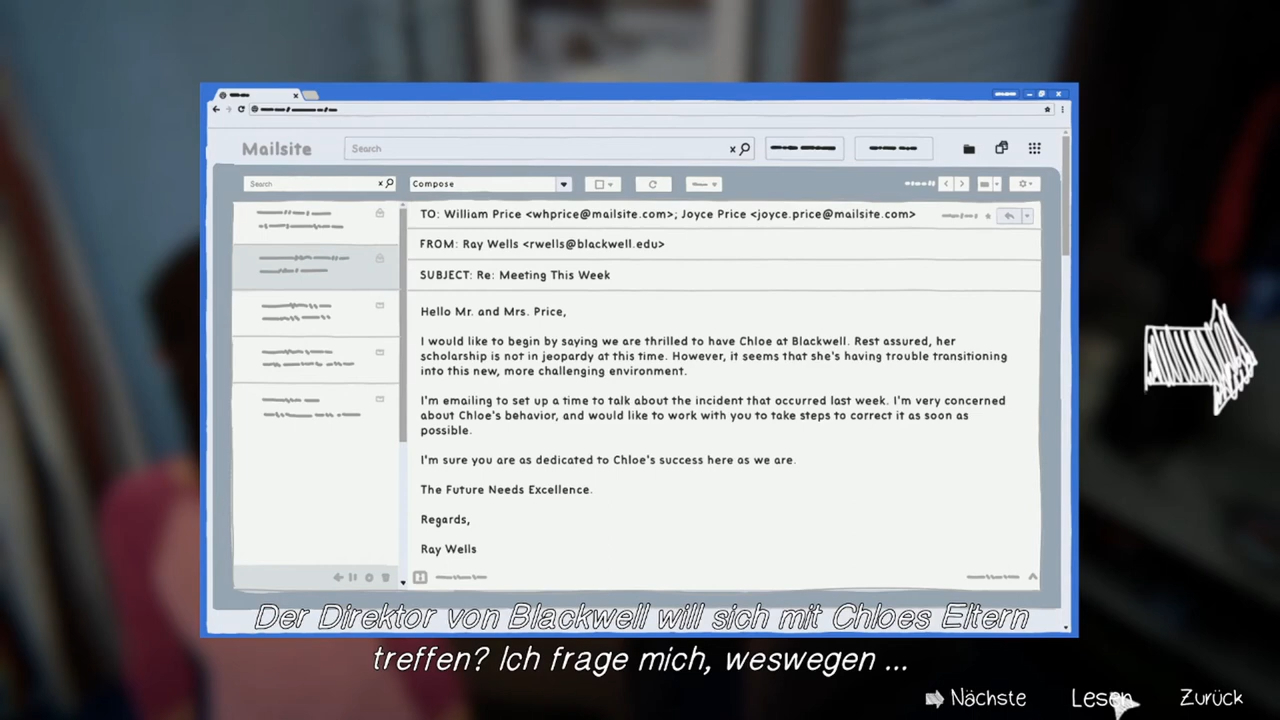 Mailsite
Search
Search
Compose
TO: William Price <whprice@mailsite.com>; Joyce Price <joyce.price@mailsite.com>
FROM: Ray Wells <rwells@blackwell.edu>
SUBJECT: Re: Meeting This Week
Hello Mr. and Mrs. Price,
I would like to begin by saying we are thrilled to have Chloe at Blackwell. Rest assured, her
scholarship is not in jeopardy at this time. However, it seems that she's having trouble transitioning
into this new, more challenging environment.
I'm emailing to set up a time to talk about the incident that occurred last week. I'm very concerned
about Chloe's behavior, and would like to work with you to take steps to correct it as soon as
possible.
I'm sure you are as dedicated to Chloe's success here as we are.
The Future Needs Excellence.
Regards,
Ray Wells
Der Direktor von Blackwell will sich mit Chloes Eltern
treffen? Ich frage mich, weswegen ...
Nächste Lesen Zurück